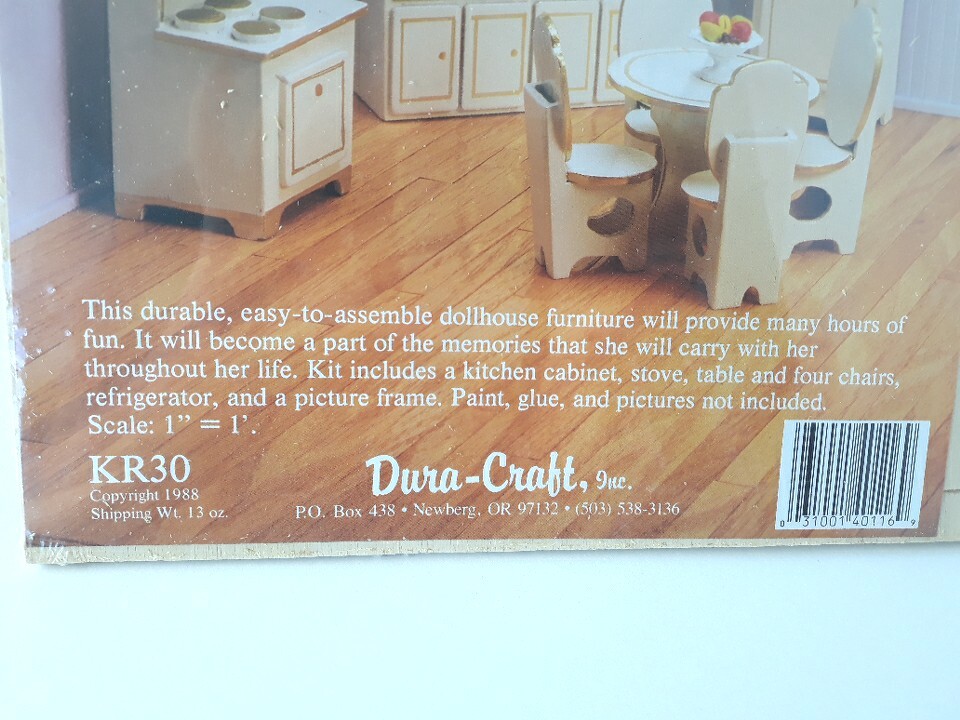 This durable, easy-to-assemble dollhouse furniture will provide many hours of
fun. It will become a part of the memories that she will carry with her
throughout her life. Kit includes a kitchen cabinet, stove, table and four chairs,
refrigerator, and a picture frame. Paint, glue, and pictures not included.
Scale: 1” = 1’.
KR30
Copyright 1988
Shipping Wt. 13 oz.
Dura-Craft, Inc.
P.O. Box 438 • Newberg, OR 97132 • (503) 538-3136
0 31001 40116 9